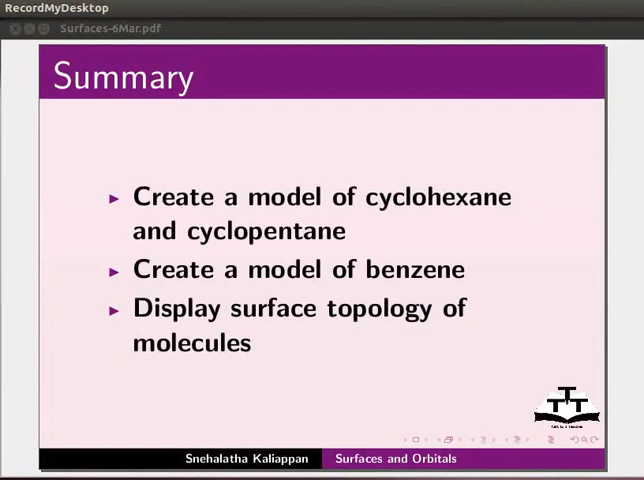 RecordMyDesktop
Surfaces-6Mar.pdf
Summary
Create a model of cyclohexane
and cyclopentane
Create a model of benzene
Display surface topology of
molecules
Snehalatha Kaliappan Surfaces and Orbitals